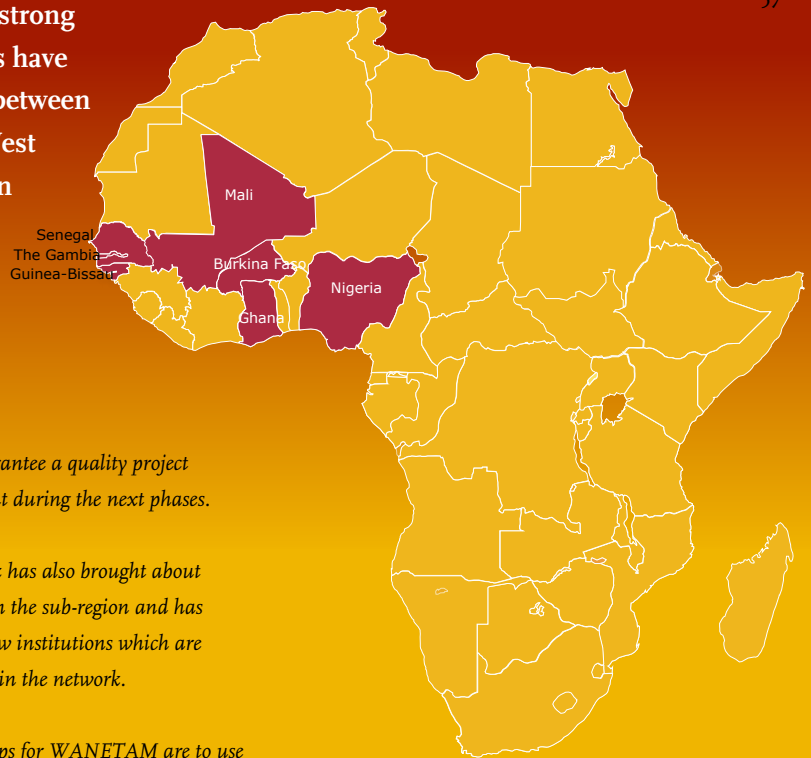 strong
s have
between
Vest
n
Mali
Senegal
The Gambia
Guinea-Bissau
Burkina Faso
Nigeria
Ghana
antee a quality project
t during the next phases.
has also brought about
n the sub-region and has
w institutions which are
in the network.
ps for WANETAM are to use